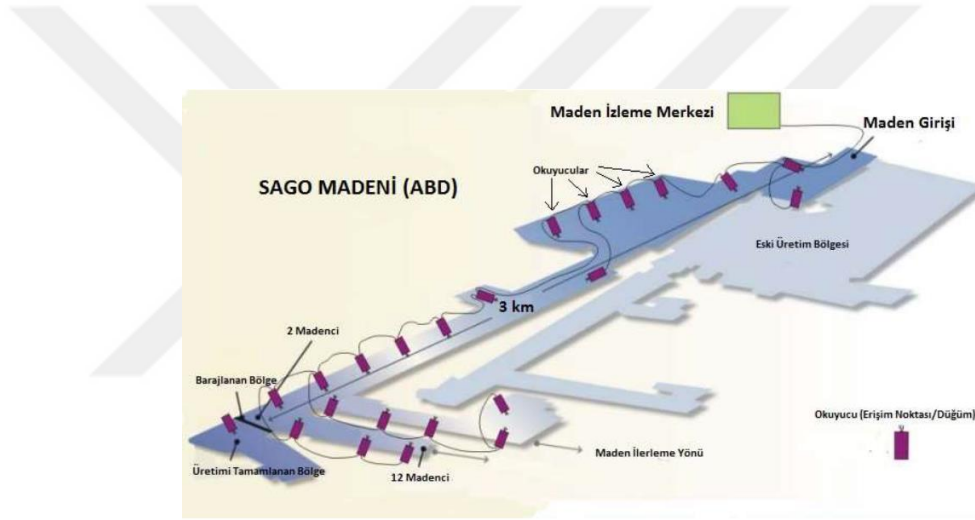 Maden İzleme Merkezi
Maden Girişi
SAGO MADENİ (ABD)
Okuyucular
Eski Üretim Bölgesi
3 km
2 Madenci
Barajlanan Bölge
Okuyucu (Erişim Noktası/Düğüm)
Maden İlerleme Yönü
Üretimi Tamamlanan Bölge
12 Madenci